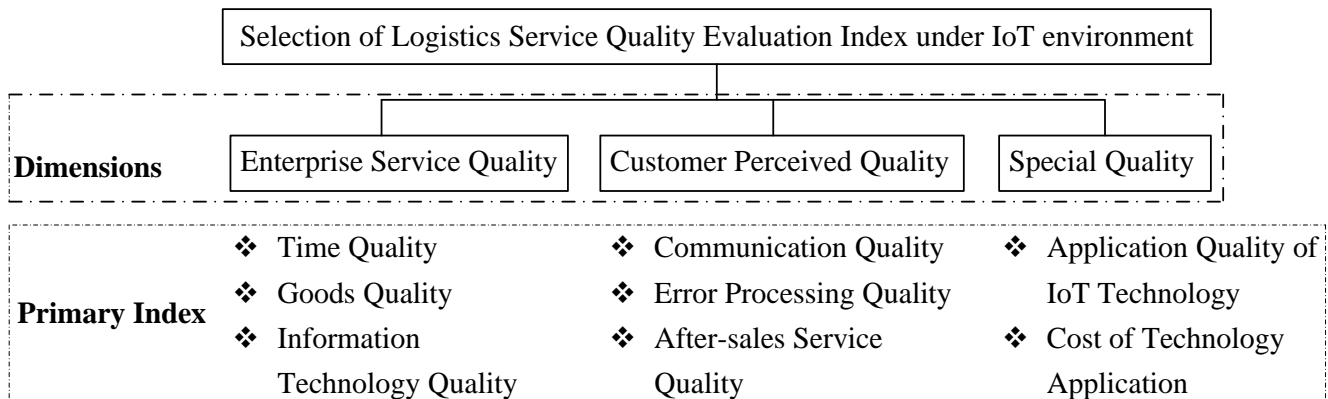 Selection of Logistics Service Quality Evaluation Index under IoT environment
Dimensions
Enterprise Service Quality
Customer Perceived Quality
Special Quality
Primary Index
❖ Time Quality
❖ Goods Quality
❖ Information
Technology Quality
❖ Communication Quality
❖ Error Processing Quality
❖ After-sales Service
Quality
❖ Application Quality of
IoT Technology
❖ Cost of Technology
Application